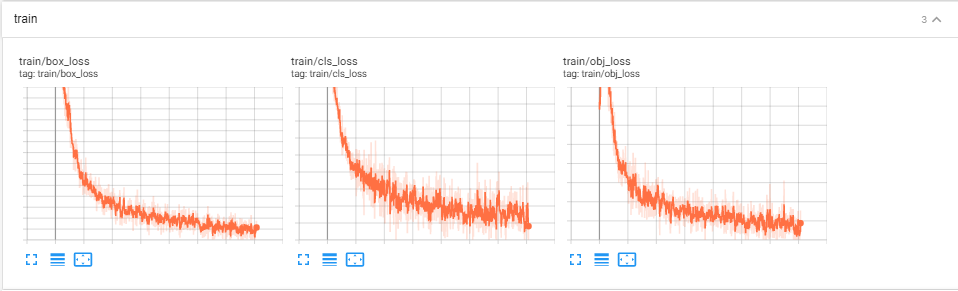 train
3
train/box_loss
tag: train/box_loss
train/cls_loss
tag: train/cls_loss
train/obj_loss
tag: train/obj_loss